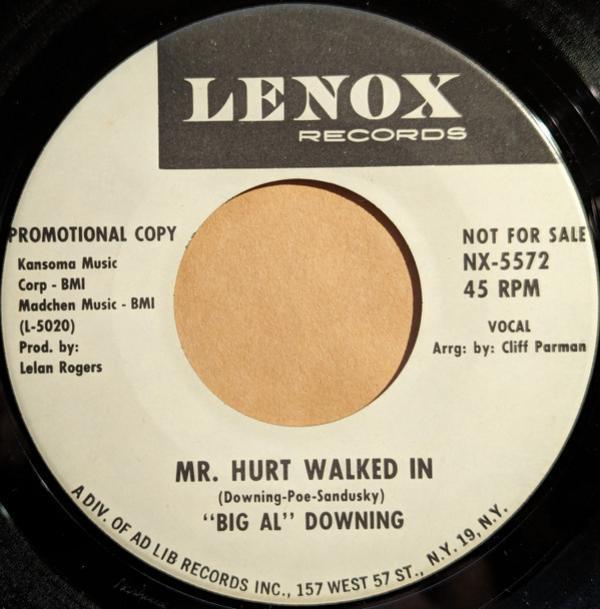 LENOX
RECORDS
PROMOTIONAL COPY
Kansoma Music
Corp - BMI
Madchen Music - BMI
(L-5020)
Prod. by:
Lelan Rogers
NOT FOR SALE
NX-5572
45 RPM
VOCAL
Arrg: by: Cliff Parman
MR. HURT WALKED IN
(Downing-Poe-Sandusky)
"BIG AL" DOWNING
A DIV. OF AD LIB RECORDS INC., 157 WEST 57 ST., N.Y. 19, N.Y.